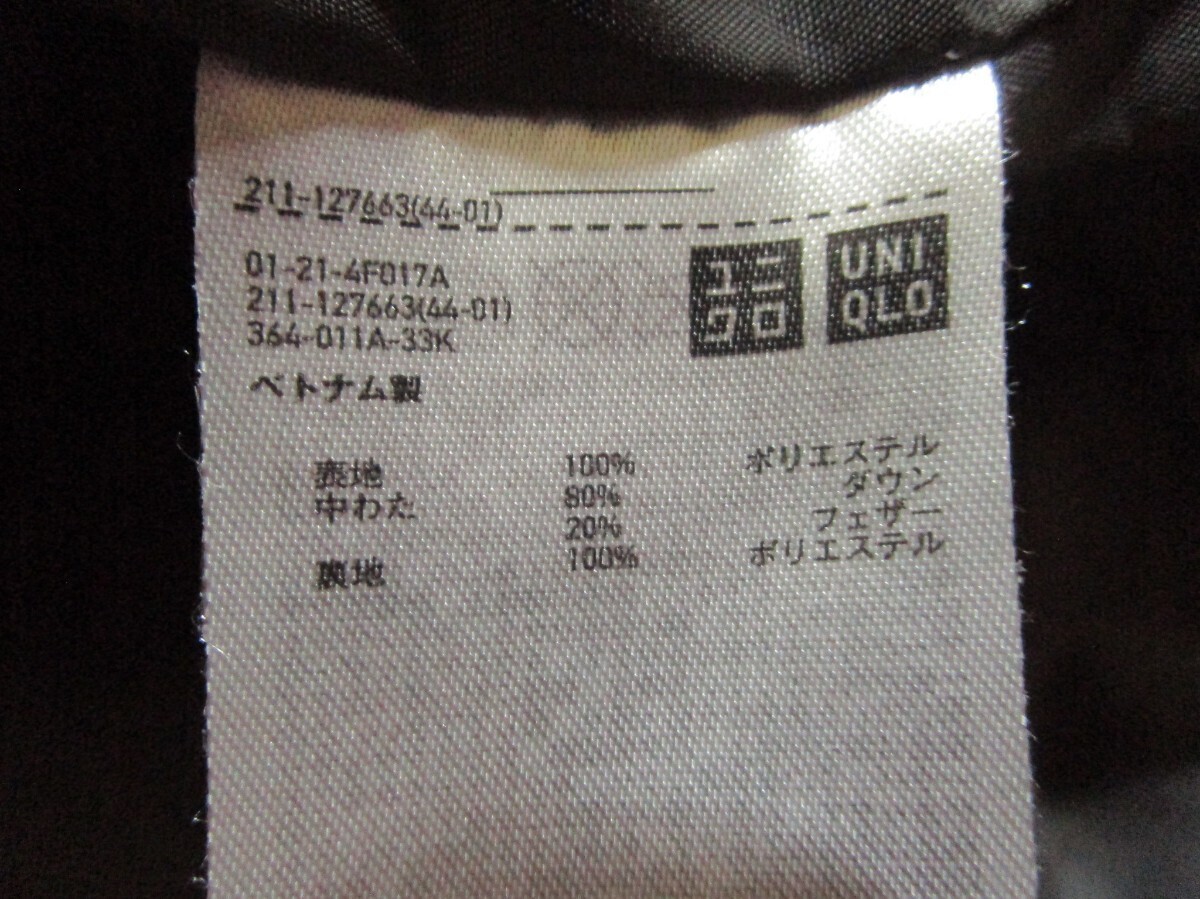 211-127663(44-01)
01-21-4F017A
211-127663(44-01)
364-011A-33K
ユニ
クロ
UNI
QLO
ベトナム製
表地 100% ポリエステル
中わた 80% ダウン
20% フェザー
裏地 100% ポリエステル